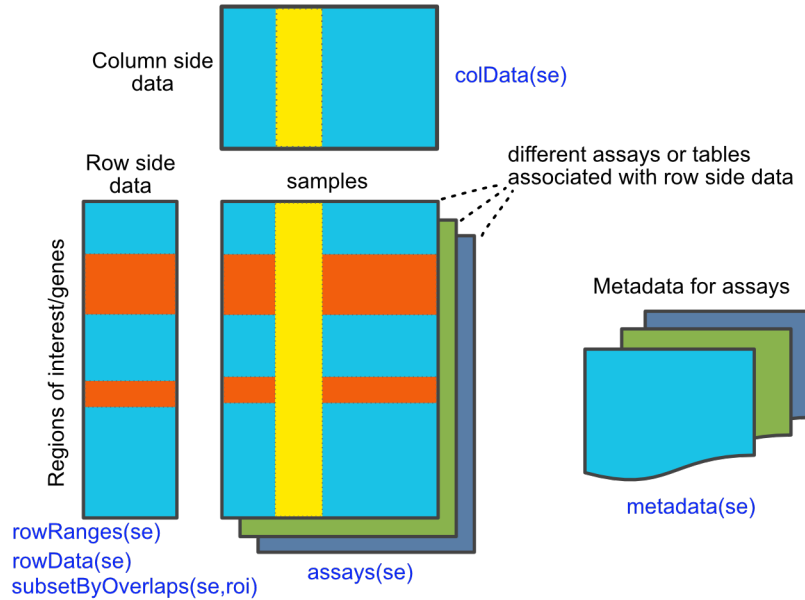 Column side
data
colData(se)
Row side
data
samples
different assays or tables
associated with row side data
Regions of interest/genes
Metadata for assays
rowRanges(se)
rowData(se)
subsetByOverlaps(se,roi)
assays(se)
metadata(se)